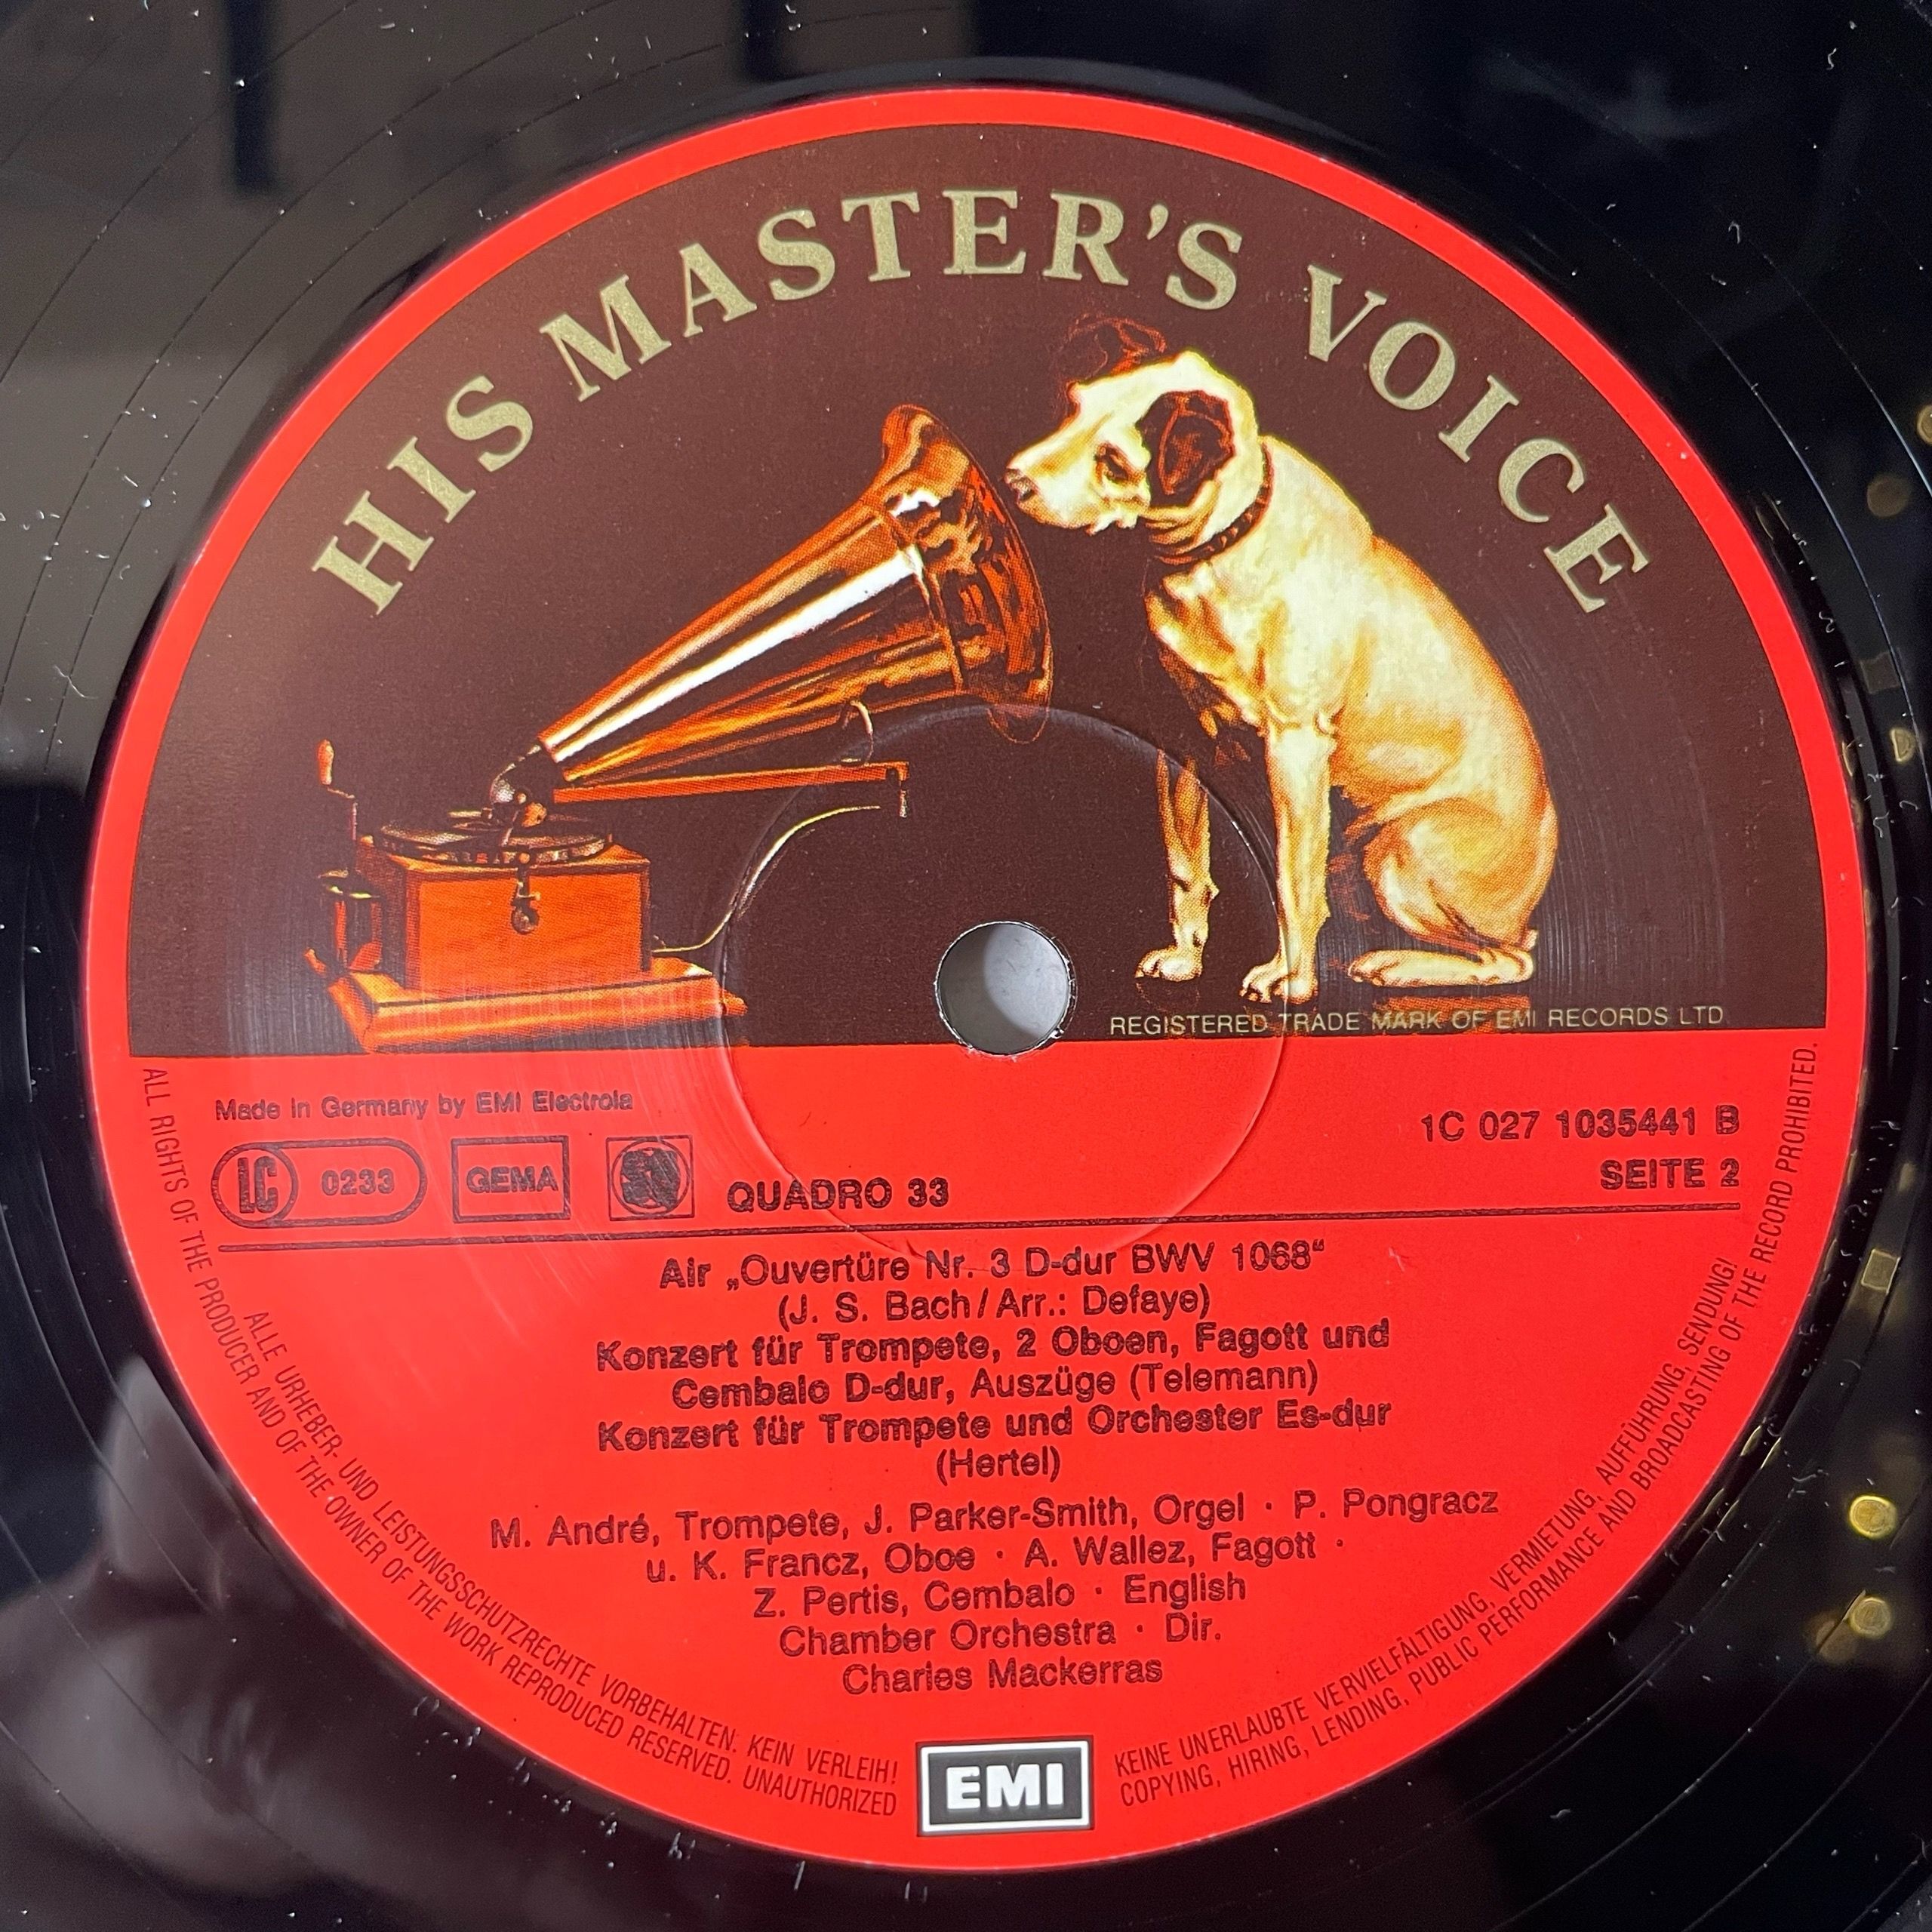 HIS MASTER'S VOICE
REGISTERED TRADE MARK OF EMI RECORDS LTD
Made in Germany by EMI Electrola
1C 027 1035441 B
LC 0233
GEMA
QUADRO 33
SEITE 2
Air „Ouvertüre Nr. 3 D-dur BWV 1068“
(J. S. Bach/Arr.: Defaye)
Konzert für Trompete, 2 Oboen, Fagott und
Cembalo D-dur, Auszüge (Telemann)
Konzert für Trompete und Orchester Es-dur
(Hertel)
M. André, Trompete, J. Parker-Smith, Orgel · P. Pongracz
u. K. Francz, Oboe · A. Wallez, Fagott ·
Z. Pertis, Cembalo · English
Chamber Orchestra · Dir.
Charles Mackerras
ALLE URHEBER- UND LEISTUNGSSCHUTZRECHTE VORBEHALTEN. KEIN VERLEIH!
KEINE UNERLAUBTE VERVIELFÄLTIGUNG, VERMIETUNG, AUFFÜHRUNG, SENDUNG!
ALL RIGHTS OF THE PRODUCER AND OF THE OWNER OF THE WORK REPRODUCED RESERVED. UNAUTHORIZED
COPYING, HIRING, LENDING, PUBLIC PERFORMANCE AND BROADCASTING OF THE RECORD PROHIBITED.
EMI